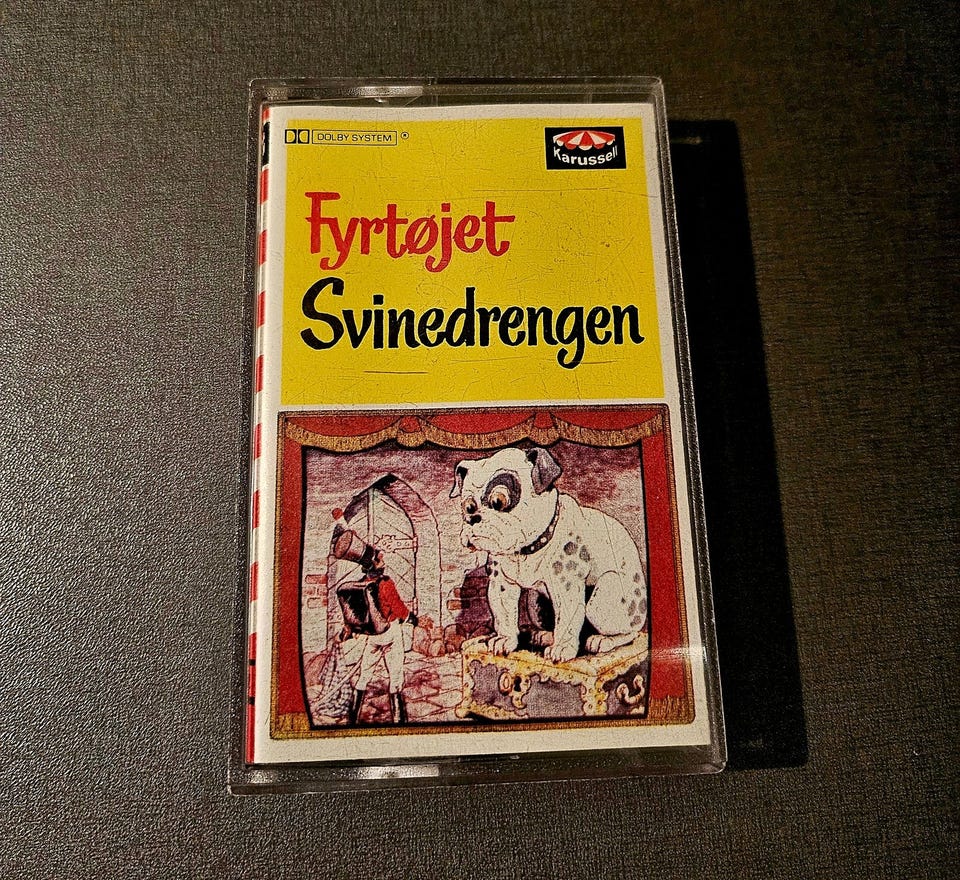 DOLBY SYSTEM ®
Karussell
Fyrtøjet
Svinedrengen